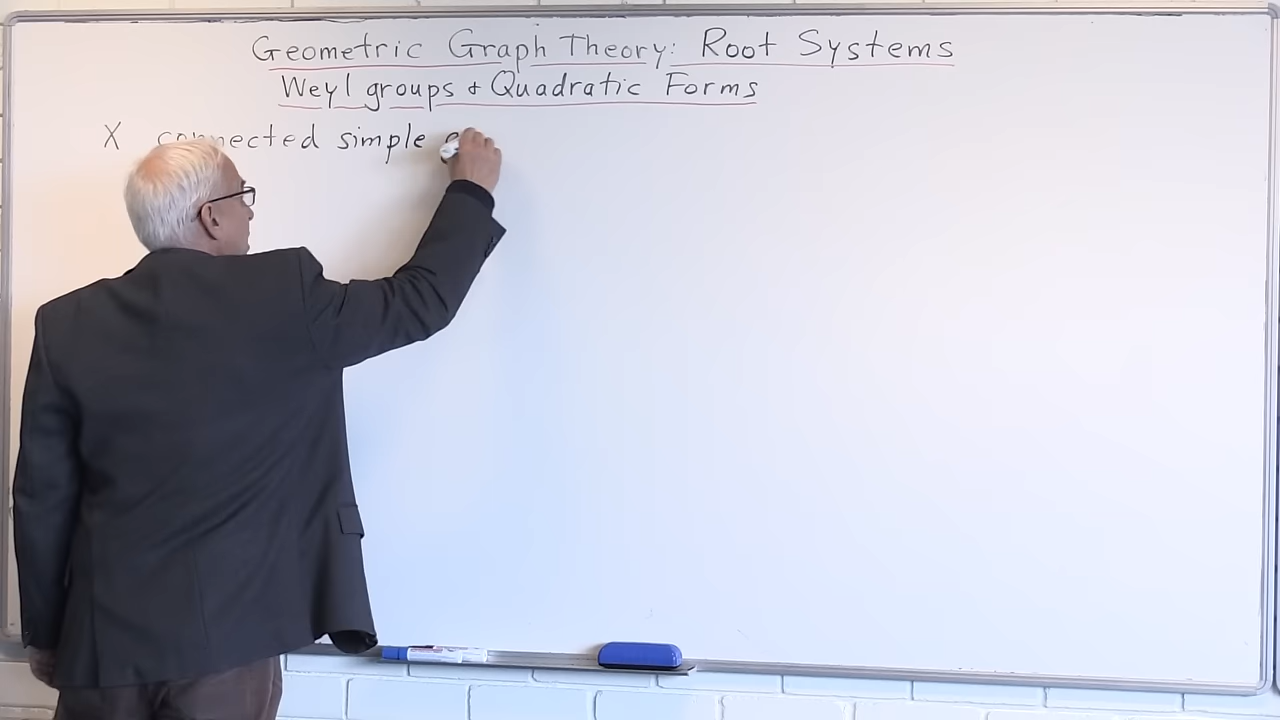 Geometric Graph Theory: Root Systems
Weyl groups & Quadratic Forms
X connected simple